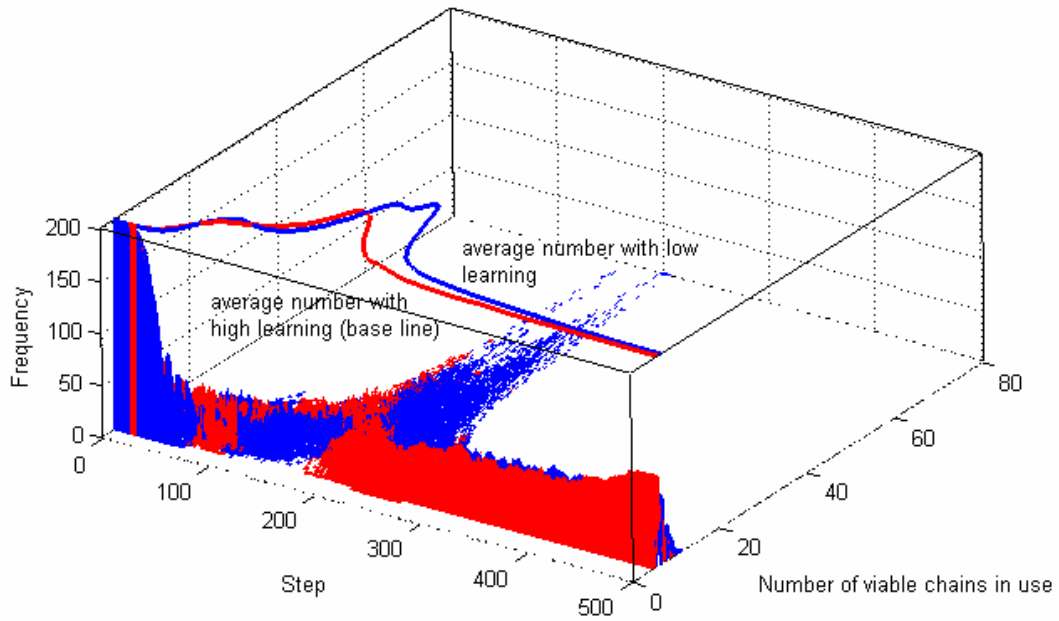 200
150
100
50
0
Frequency
average number with low
learning
average number with
high learning (base line)
0
100
200
300
400
500
Step
0
20
40
60
80
Number of viable chains in use